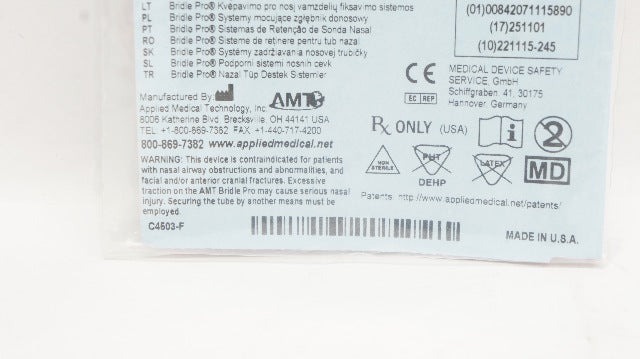 LT Bridle Pro® Kvėpavimo per nosį vamzdelių fiksavimo sistemos
PL Bridle Pro® Systemy mocujące zgłębnik donosowy
PT Bridle Pro® Sistemas de Retenção de Sonda Nasal
RO Bridle Pro® Sisteme de retinere pentru tub nazal
SK Bridle Pro® Systémy zadržiavania nosovej trubičky
SL Bridle Pro® Podporni sistemi nosnih cevk
TR Bridle Pro® Nazal Tüp Destek Sistemler
(01)00842071115890
(17)251101
(10)221115-245
Manufactured By:
AMT
Applied Medical Technology, Inc.
8006 Katherine Blvd, Brecksville, OH 44141 USA
TEL +1-800-869-7382 FAX +1-440-717-4200
800-869-7382 www.appliedmedical.net
WARNING: This device is contraindicated for patients
with nasal airway obstructions and abnormalities, and
facial and/or anterior cranial fractures. Excessive
traction on the AMT Bridle Pro may cause serious nasal
injury. Securing the tube by another means must be
employed.
C4503-F
CE
EC REP
MEDICAL DEVICE SAFETY
SERVICE, GmbH
Schiffgraben, 41, 30175
Hannover, Germany
Rx ONLY (USA)
i
2
NON
STERILE
PHT
DEHP
LATEX
MD
Patents: http://www.appliedmedical.net/patents/
MADE IN U.S.A.